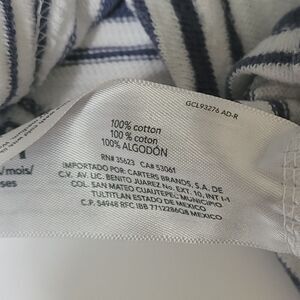 GCL93276 AD-R
100% cotton
100 % coton
100% ALGODÓN
RN# 35623 CA# 53061
IMPORTADO POR: CARTERS BRANDS, S.A. DE
C.V. AV. LIC. BENITO JUAREZ No. EXT. 10, INT I-1
COL. SAN MATEO CUAUTEPEC MUNICIPIO
TULTITLAN ESTADO DE MEXICO
C.P. 54948 RFC IBB 7712286Q8 MEXICO
/mois/
ses